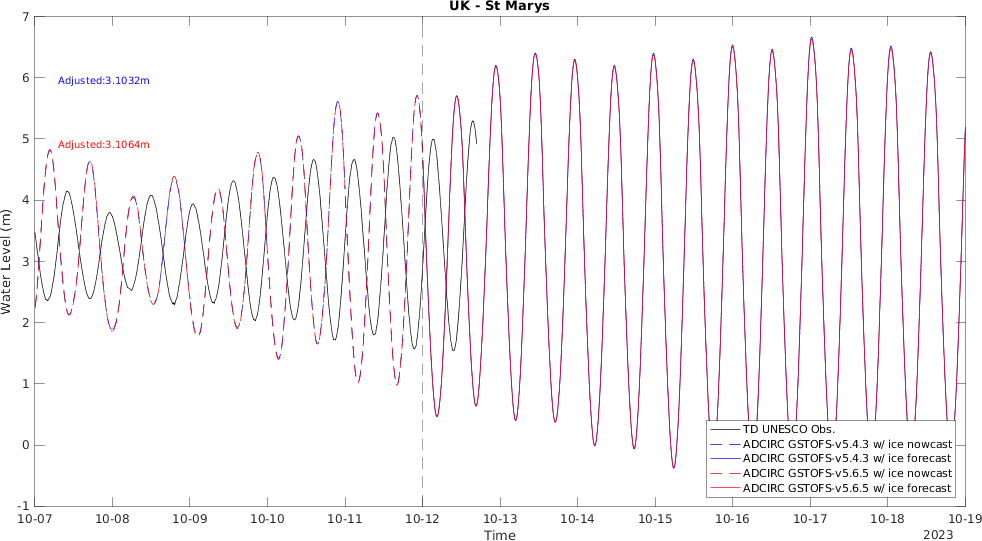 UK - St Marys
7
6
5
4
3
2
1
0
-1
Water Level (m)
Adjusted:3.1032m
Adjusted:3.1064m
TD UNESCO Obs.
ADCIRC GSTOFS-v5.4.3 w/ ice nowcast
ADCIRC GSTOFS-v5.4.3 w/ ice forecast
ADCIRC GSTOFS-v5.6.5 w/ ice nowcast
ADCIRC GSTOFS-v5.6.5 w/ ice forecast
10-07 10-08 10-09 10-10 10-11 10-12 10-13 10-14 10-15 10-16 10-17 10-18 10-19
Time
2023